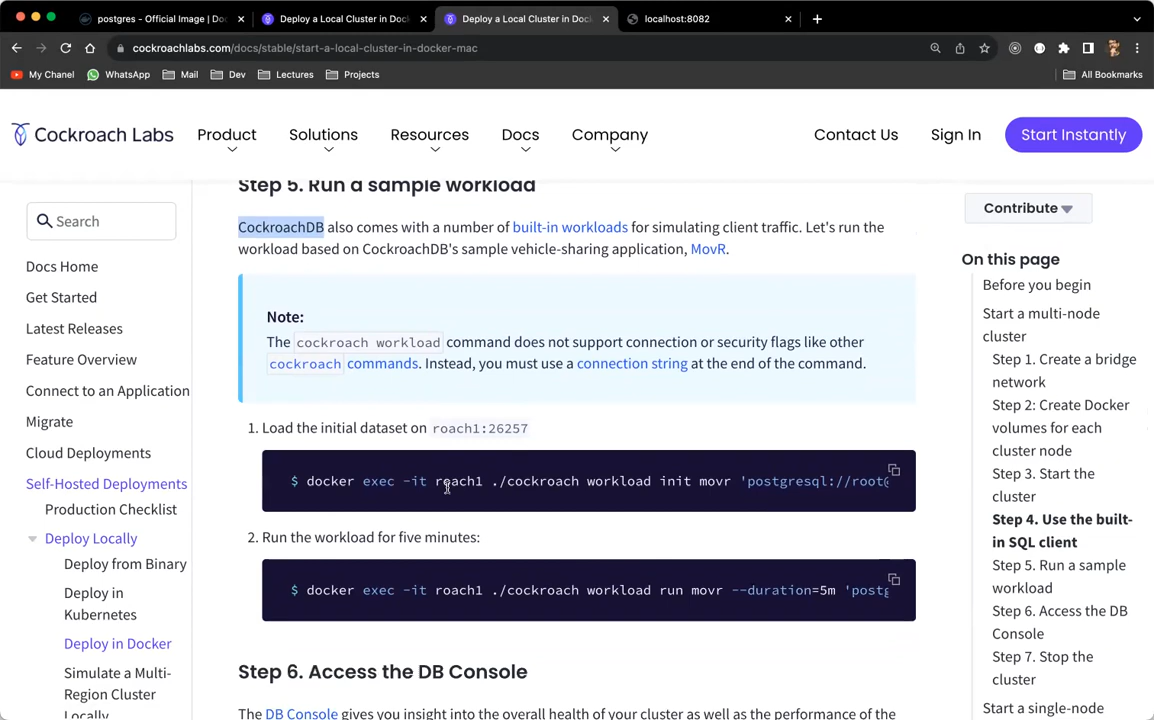 postgres - Official Image | Doc
Deploy a Local Cluster in Dock
Deploy a Local Cluster in Dock
localhost:8082
cockroachlabs.com/docs/stable/start-a-local-cluster-in-docker-mac
My Chanel
WhatsApp
Mail
Dev
Lectures
Projects
All Bookmarks
Cockroach Labs
Product
Solutions
Resources
Docs
Company
Contact Us
Sign In
Start Instantly
Search
Docs Home
Get Started
Latest Releases
Feature Overview
Connect to an Application
Migrate
Cloud Deployments
Self-Hosted Deployments
Production Checklist
Deploy Locally
Deploy from Binary
Deploy in
Kubernetes
Deploy in Docker
Simulate a Multi-
Region Cluster
Locally
Step 5. Run a sample workload
CockroachDB also comes with a number of built-in workloads for simulating client traffic. Let's run the
workload based on CockroachDB's sample vehicle-sharing application, MovR.
Note:
The cockroach workload command does not support connection or security flags like other
cockroach commands. Instead, you must use a connection string at the end of the command.
1. Load the initial dataset on roach1:26257
$ docker exec -it roach1 ./cockroach workload init movr 'postgresql://root@
2. Run the workload for five minutes:
$ docker exec -it roach1 ./cockroach workload run movr --duration=5m 'postg
Step 6. Access the DB Console
The DB Console gives you insight into the overall health of your cluster as well as the performance of the
Contribute
On this page
Before you begin
Start a multi-node
cluster
Step 1. Create a bridge
network
Step 2: Create Docker
volumes for each
cluster node
Step 3. Start the
cluster
Step 4. Use the built-
in SQL client
Step 5. Run a sample
workload
Step 6. Access the DB
Console
Step 7. Stop the
cluster
Start a single-node